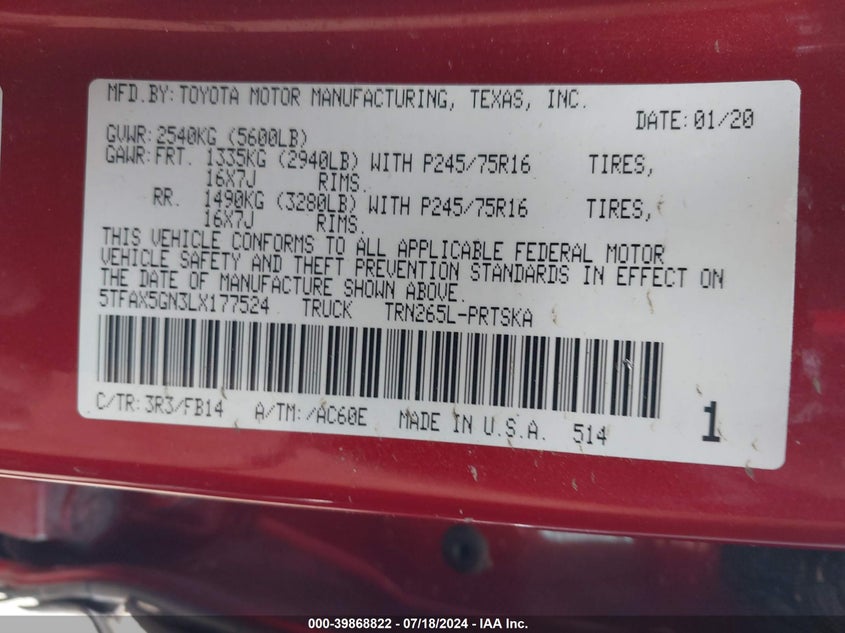 MFD.BY:TOYOTA MOTOR MANUFACTURING, TEXAS, INC.
DATE:01/20
GVWR:2540KG (5600LB)
GAWR:FRT. 1335KG (2940LB) WITH P245/75R16 TIRES,
16X7J RIMS.
RR. 1490KG (3280LB) WITH P245/75R16 TIRES,
16X7J RIMS.
THIS VEHICLE CONFORMS TO ALL APPLICABLE FEDERAL MOTOR
VEHICLE SAFETY AND THEFT PREVENTION STANDARDS IN EFFECT ON
THE DATE OF MANUFACTURE SHOWN ABOVE.
5TFAX5GN3LX177524 TRUCK TRN265L-PRTSKA
C/TR:3R3/FB14 A/TM:/AC60E MADE IN U.S.A. 514 1
000-39868822 - 07/18/2024 - IAA Inc.